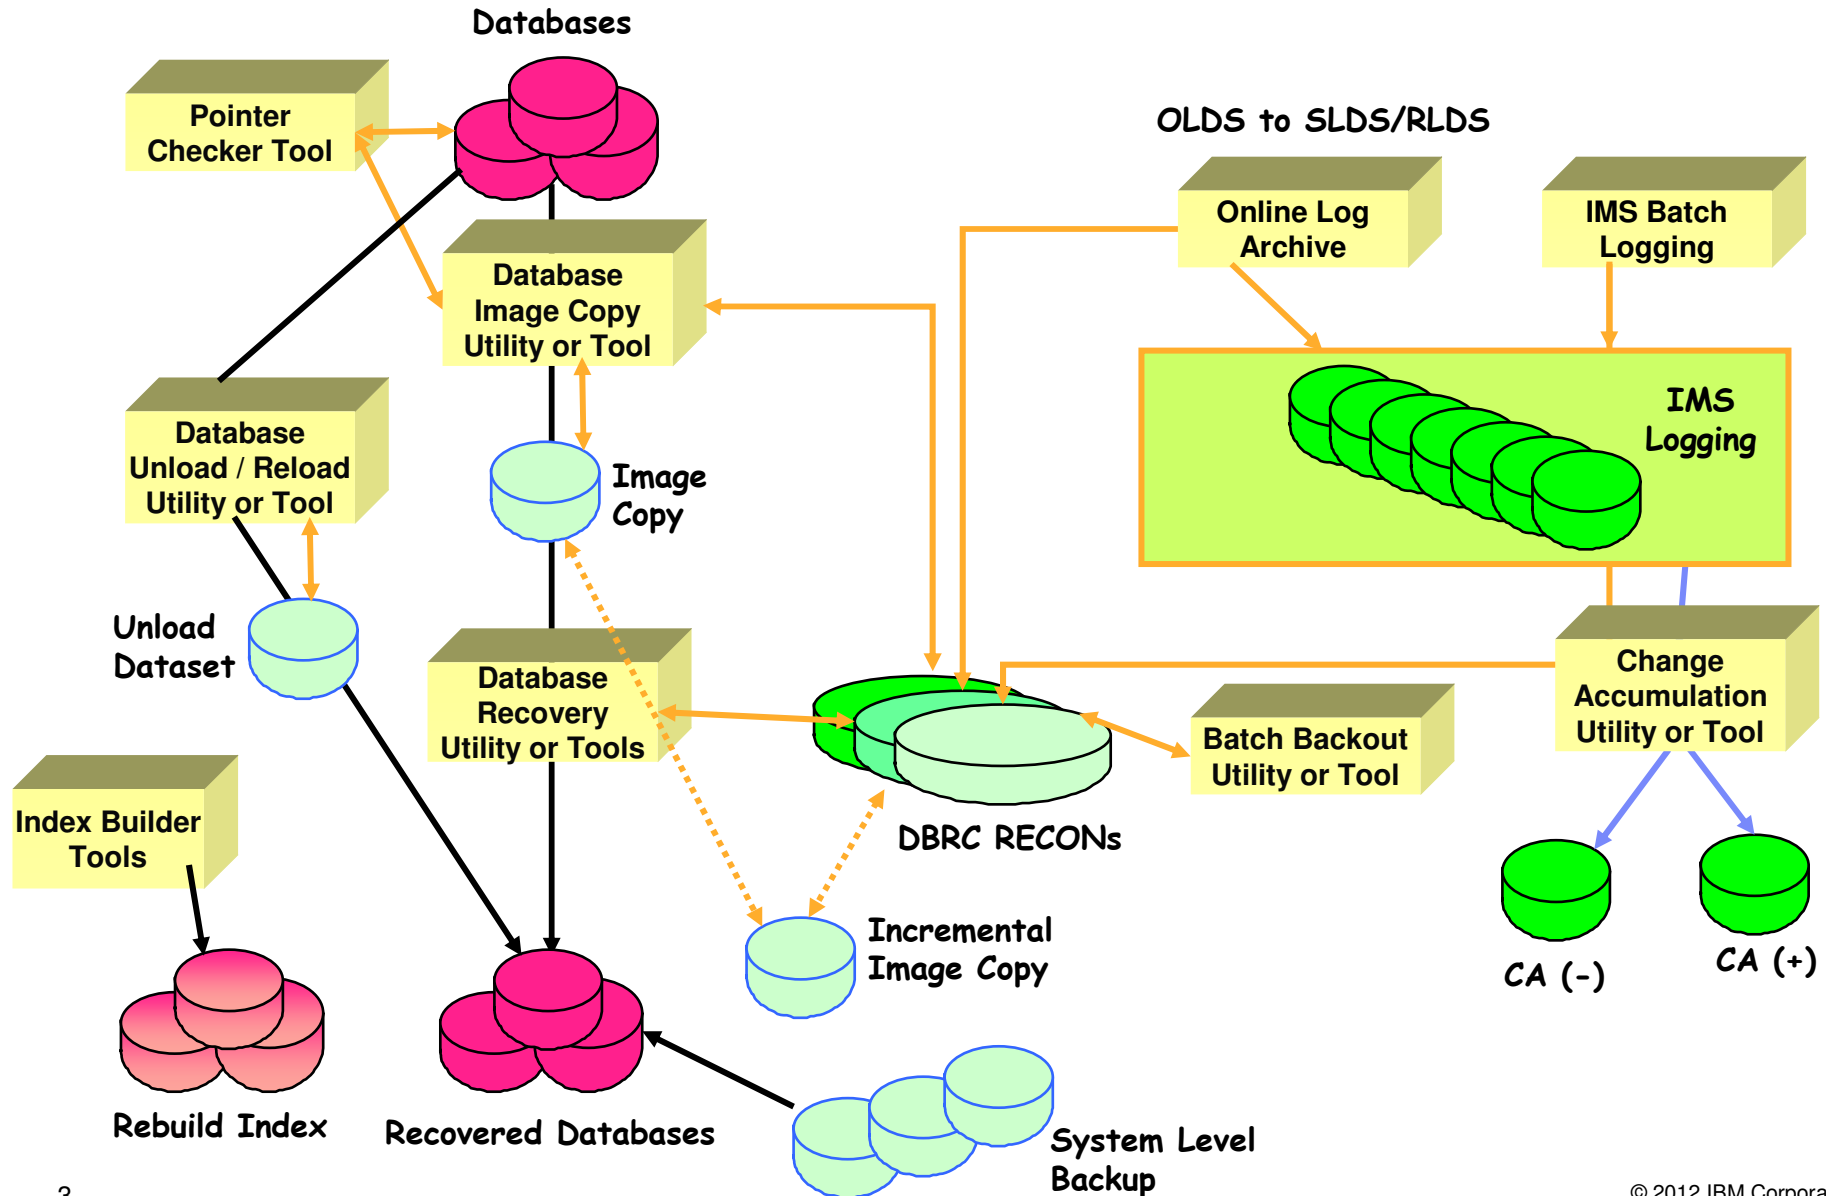 Databases
Pointer
Checker Tool
OLDS to SLDS/RLDS
Online Log
Archive
IMS Batch
Logging
Database
Image Copy
Utility or Tool
IMS
Logging
Database
Unload / Reload
Utility or Tool
Image
Copy
Unload
Dataset
Database
Recovery
Utility or Tools
Change
Accumulation
Utility or Tool
Batch Backout
Utility or Tool
Index Builder
Tools
DBRC RECONs
Incremental
Image Copy
CA (-)
CA (+)
Rebuild Index
Recovered Databases
System Level
Backup
3
© 2012 IBM Corpora